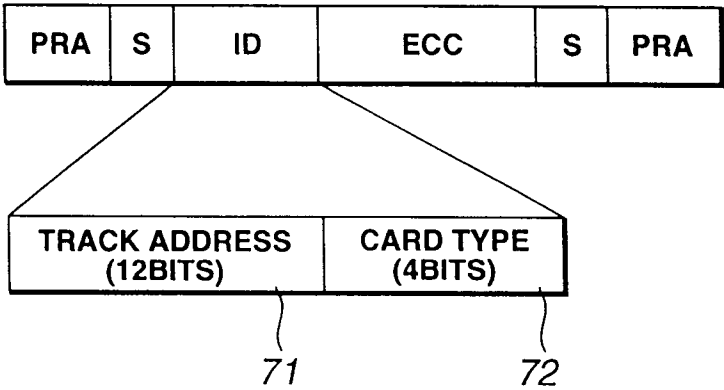 PRA S ID ECC S PRA
TRACK ADDRESS CARD TYPE
(12BITS) (4BITS)
71 72